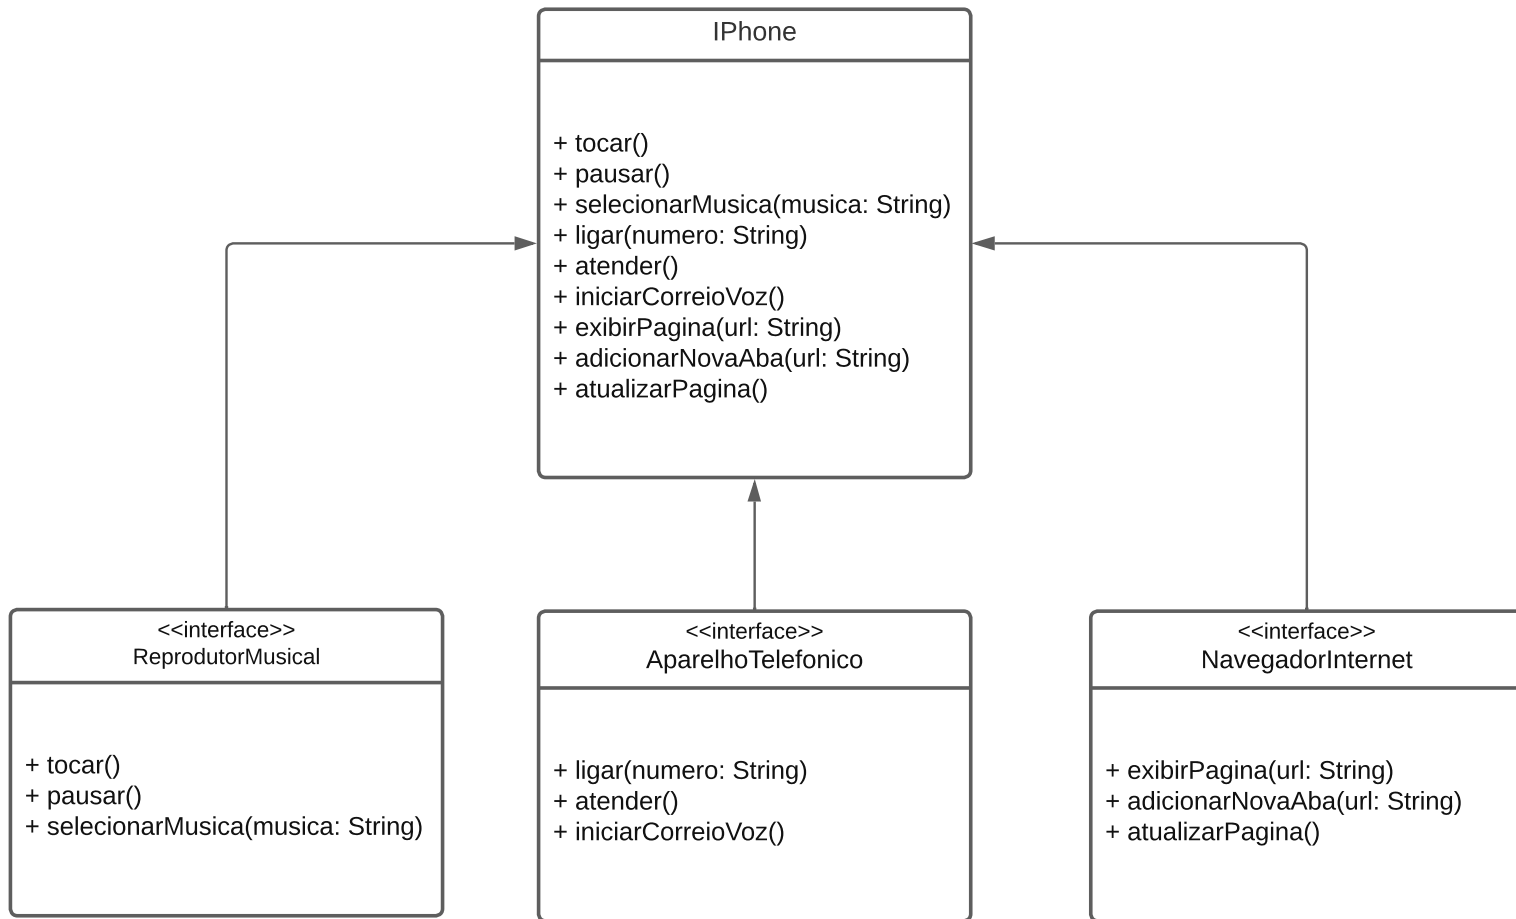 IPhone
+ tocar()
+ pausar()
+ selecionarMusica(musica: String)
+ ligar(numero: String)
+ atender()
+ iniciarCorreioVoz()
+ exibirPagina(url: String)
+ adicionarNovaAba(url: String)
+ atualizarPagina()
<<interface>>
ReprodutorMusical
+ tocar()
+ pausar()
+ selecionarMusica(musica: String)
<<interface>>
AparelhoTelefonico
+ ligar(numero: String)
+ atender()
+ iniciarCorreioVoz()
<<interface>>
NavegadorInternet
+ exibirPagina(url: String)
+ adicionarNovaAba(url: String)
+ atualizarPagina()